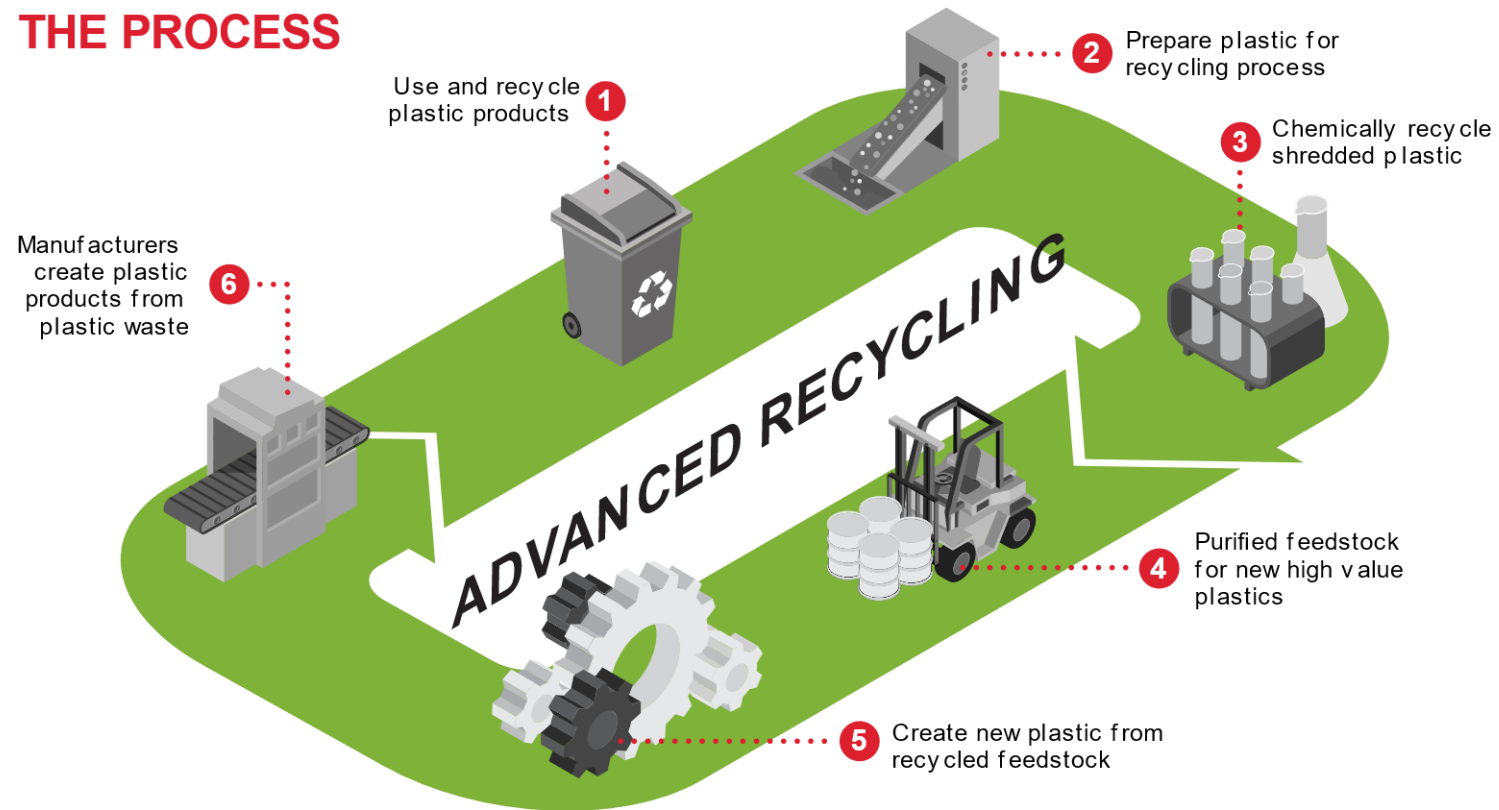 THE PROCESS
Use and recycle
plastic products
1
2
Prepare plastic for
recycling process
3
Chemically recycle
shredded plastic
Manufacturers
create plastic
products from
plastic waste
6
ADVANCED RECYCLING
4
Purified feedstock
for new high value
plastics
5
Create new plastic from
recycled feedstock